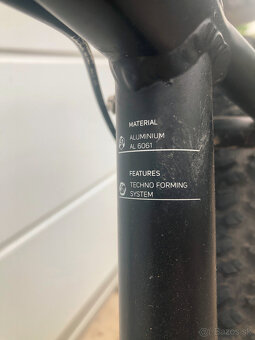 MATERIAL
ALUMINIUM
AL 6061
FEATURES
TECHNO FORMING
SYSTEM